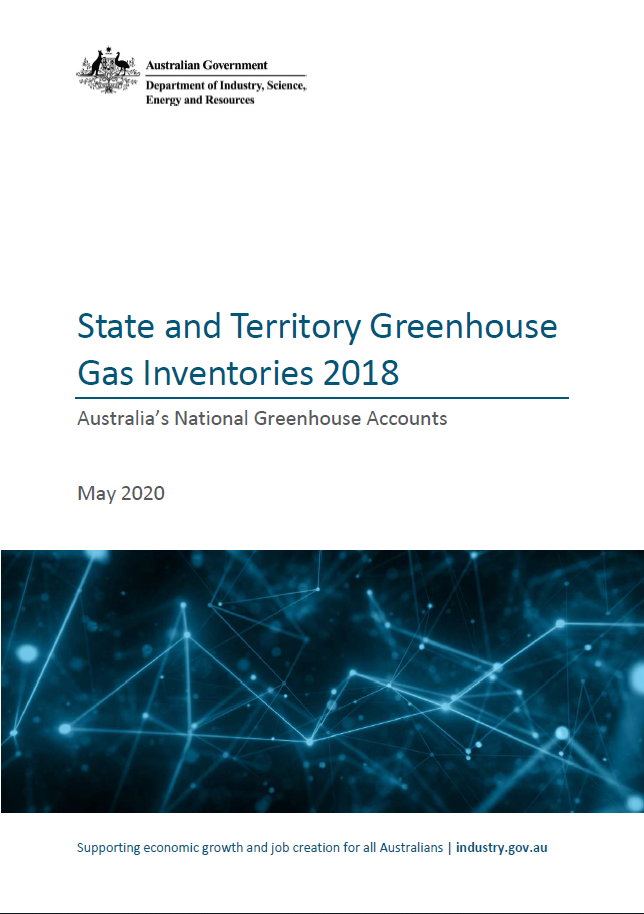 Australian Government
Department of Industry, Science,
Energy and Resources
State and Territory Greenhouse
Gas Inventories 2018
Australia’s National Greenhouse Accounts
May 2020
Supporting economic growth and job creation for all Australians | industry.gov.au